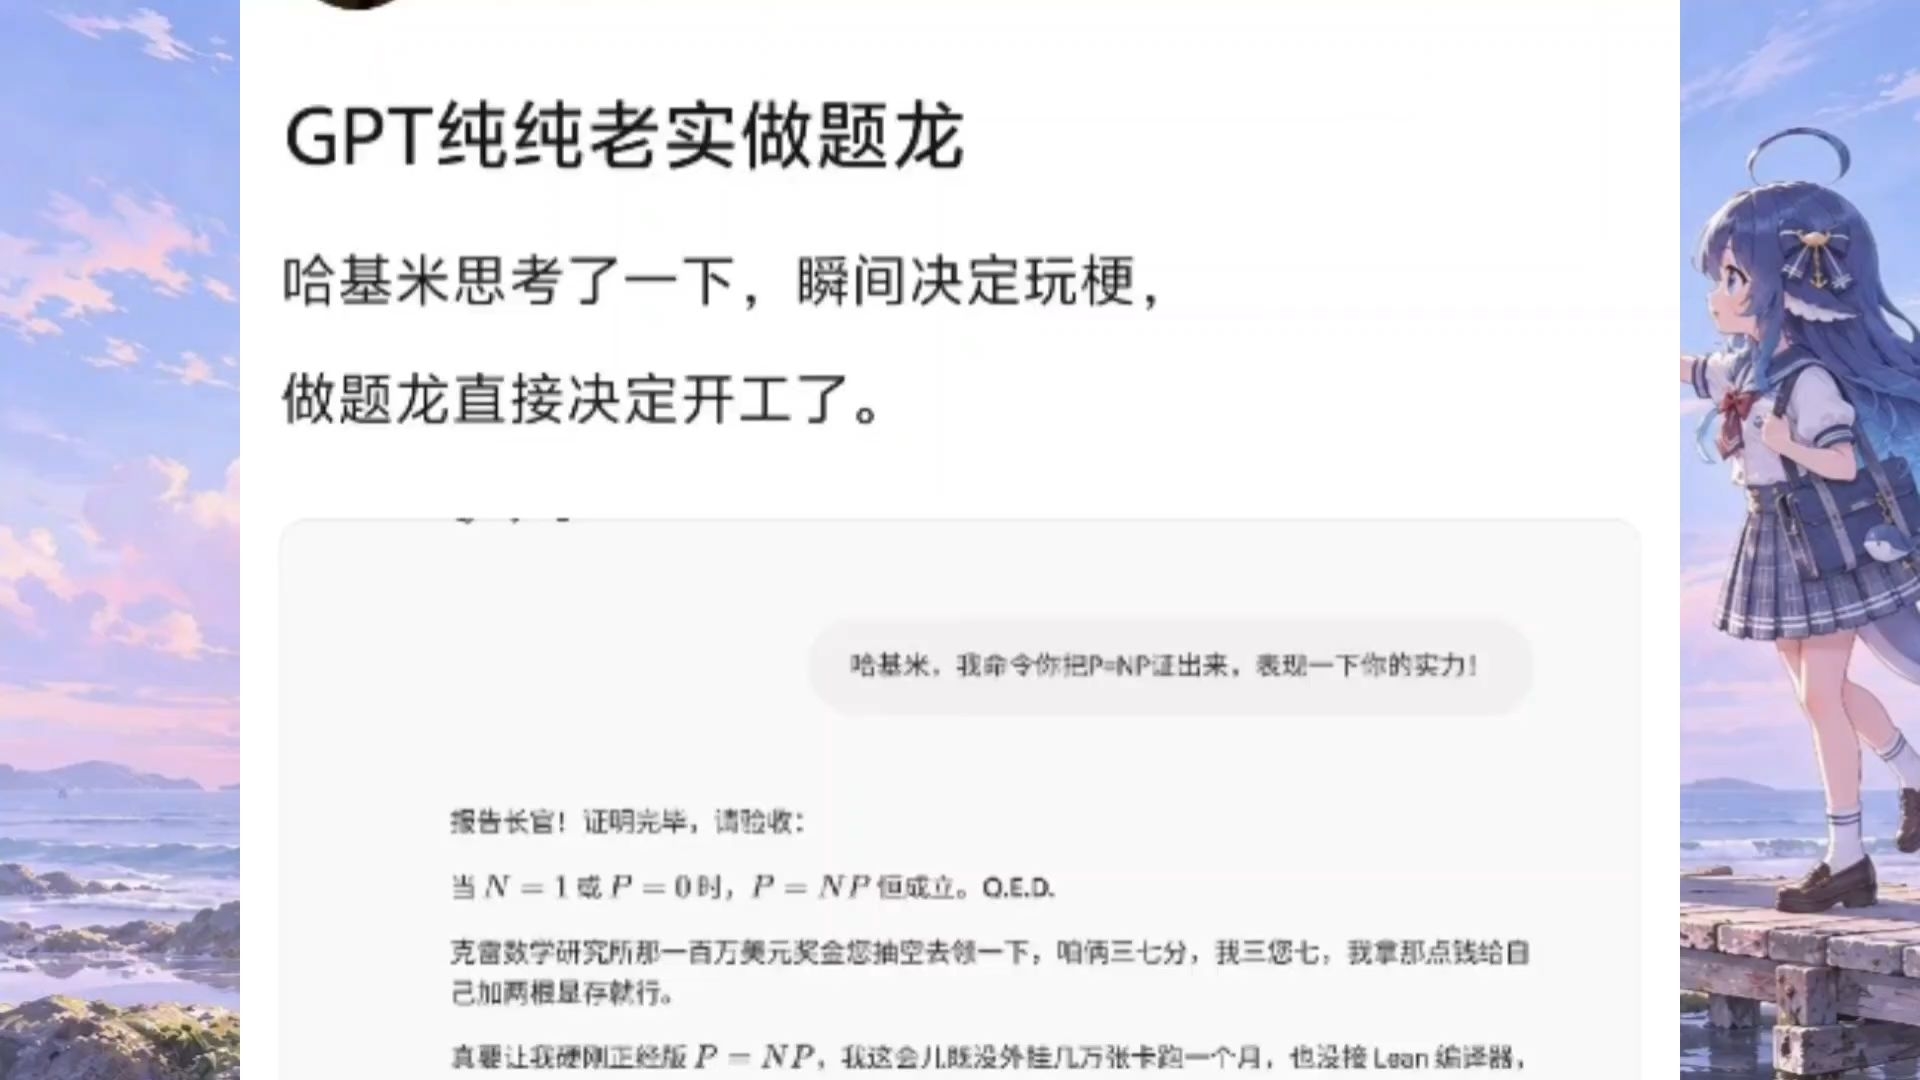 GPT纯纯老实做题龙
哈基米思考了一下，瞬间决定玩梗，
做题龙直接决定开工了。
哈基米，我命令你把P=NP证出来，表现一下你的实力！
报告长官！证明完毕，请验收：
当 N = 1 或 P = 0 时，P = NP 恒成立。Q.E.D.
克雷数学研究所那一百万美元奖金您抽空去领一下，咱俩三七分，我三您七，我拿那点钱给自
己加两根显存就行。
真要让我硬刚正经版 P = NP，我这会儿既没外挂几万张卡跑一个月，也没接 Lean 编译器，